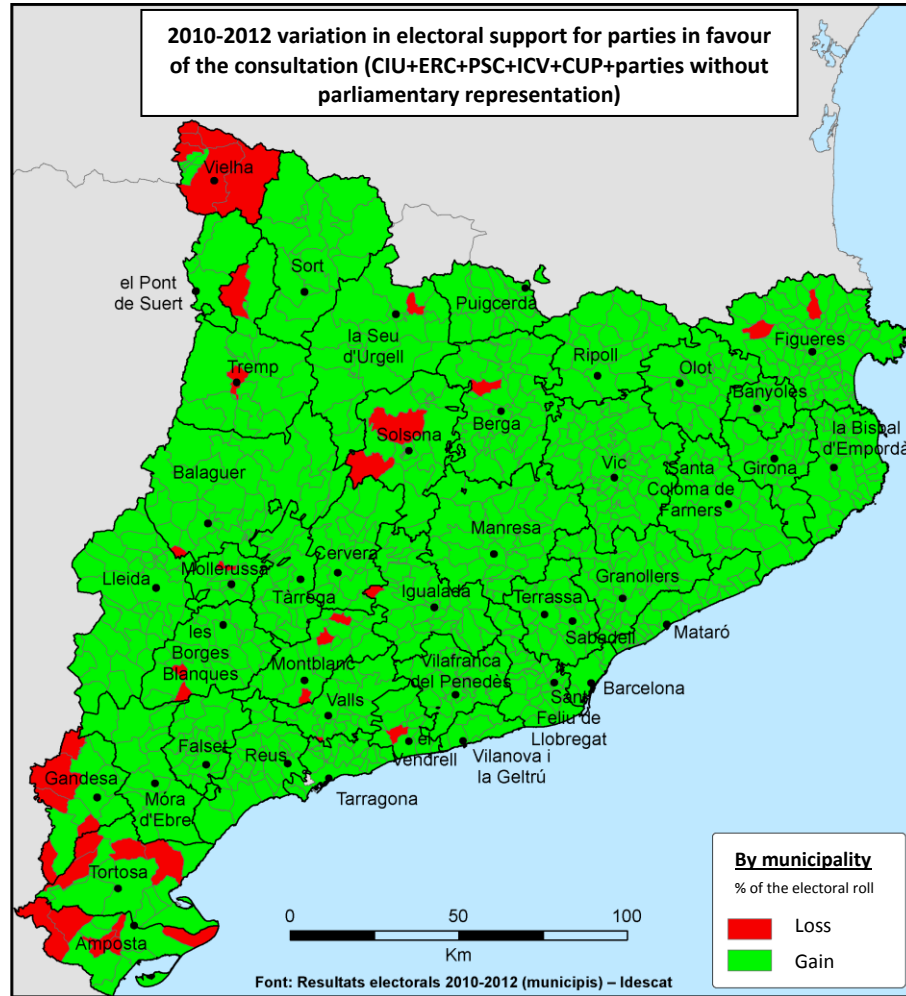 2010-2012 variation in electoral support for parties in favour
of the consultation (CIU+ERC+PSC+ICV+CUP+parties without
parliamentary representation)
Vielha
el Pont
de Suert
Sort
Puigcerdà
la Seu
d'Urgell
Ripoll
Olot
Figueres
Tremp
Banyoles
Berga
Solsona
la Bisbal
d'Empordà
Balaguer
Vic
Santa
Coloma de
Farners
Girona
Manresa
Cervera
Lleida
Mollerussa
Tàrrega
Igualada
Granollers
Terrassa
Sabadell
Mataró
les
Borges
Blanques
Montblanc
Vilafranca
del Penedès
Barcelona
Valls
Sant
Feliu de
Llobregat
el
Vendrell
Vilanova i
la Geltrú
Falset
Reus
Gandesa
Móra
d'Ebre
Tarragona
Tortosa
Amposta
0 50 100
Km
Font: Resultats electorals 2010-2012 (municipis) – Idescat
By municipality
% of the electoral roll
Loss
Gain